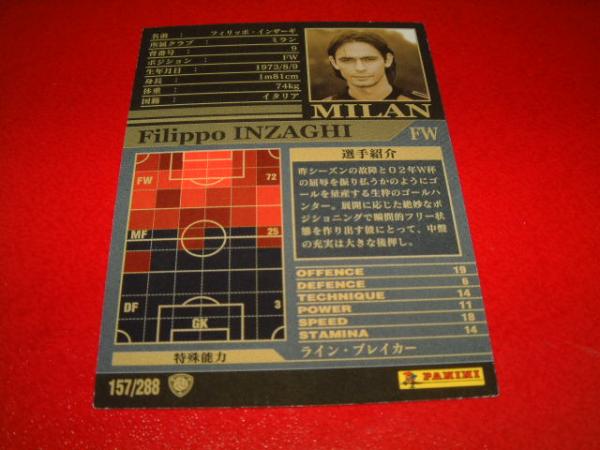 名前 : フィリッポ・インザーギ
所属クラブ : ミラン
背番号 : 9
ポジション : FW
生年月日 : 1973/8/9
身長 : 1m81cm
体重 : 74kg
国籍 : イタリア
MILAN
Filippo INZAGHI FW
FW 72
MF 25
DF 3
GK
選手紹介
昨シーズンの故障と02年W杯
の屈辱を振り払うかのようにゴ
ールを量産する生粋のゴールハ
ンター。展開に応じた絶妙なポ
ジショニングで瞬間的フリー状
態を作り出す彼にとって、中盤
の充実は大きな後押し。
OFFENCE 19
DEFENCE 6
TECHNIQUE 14
POWER 11
SPEED 18
STAMINA 14
特殊能力 ライン・ブレイカー
157/288 PANINI